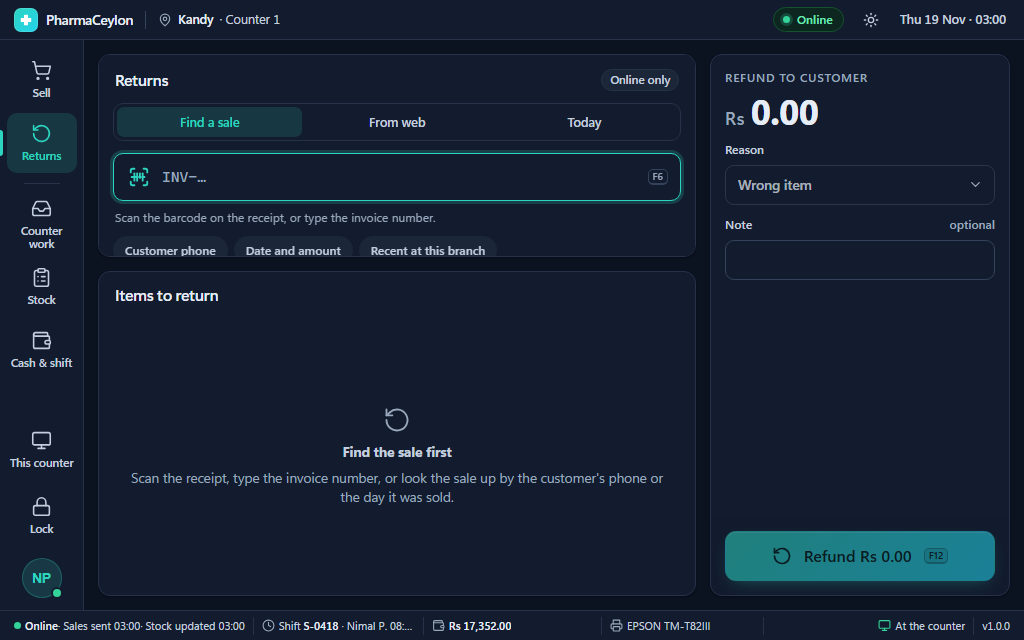 PharmaCeylon
Kandy · Counter 1
Online
Thu 19 Nov · 03:00
Sell
Returns
Counter work
Stock
Cash & shift
This counter
Lock
NP
Returns
Online only
Find a sale
From web
Today
INV-…
F6
Scan the barcode on the receipt, or type the invoice number.
Customer phone
Date and amount
Recent at this branch
Items to return
Find the sale first
Scan the receipt, type the invoice number, or look the sale up by the customer's phone or
the day it was sold.
REFUND TO CUSTOMER
Rs 0.00
Reason
Wrong item
Note
optional
Refund Rs 0.00 F12
Online· Sales sent 03:00· Stock updated 03:00
Shift S-0418 · Nimal P. 08:…
Rs 17,352.00
EPSON TM-T82III
At the counter
v1.0.0